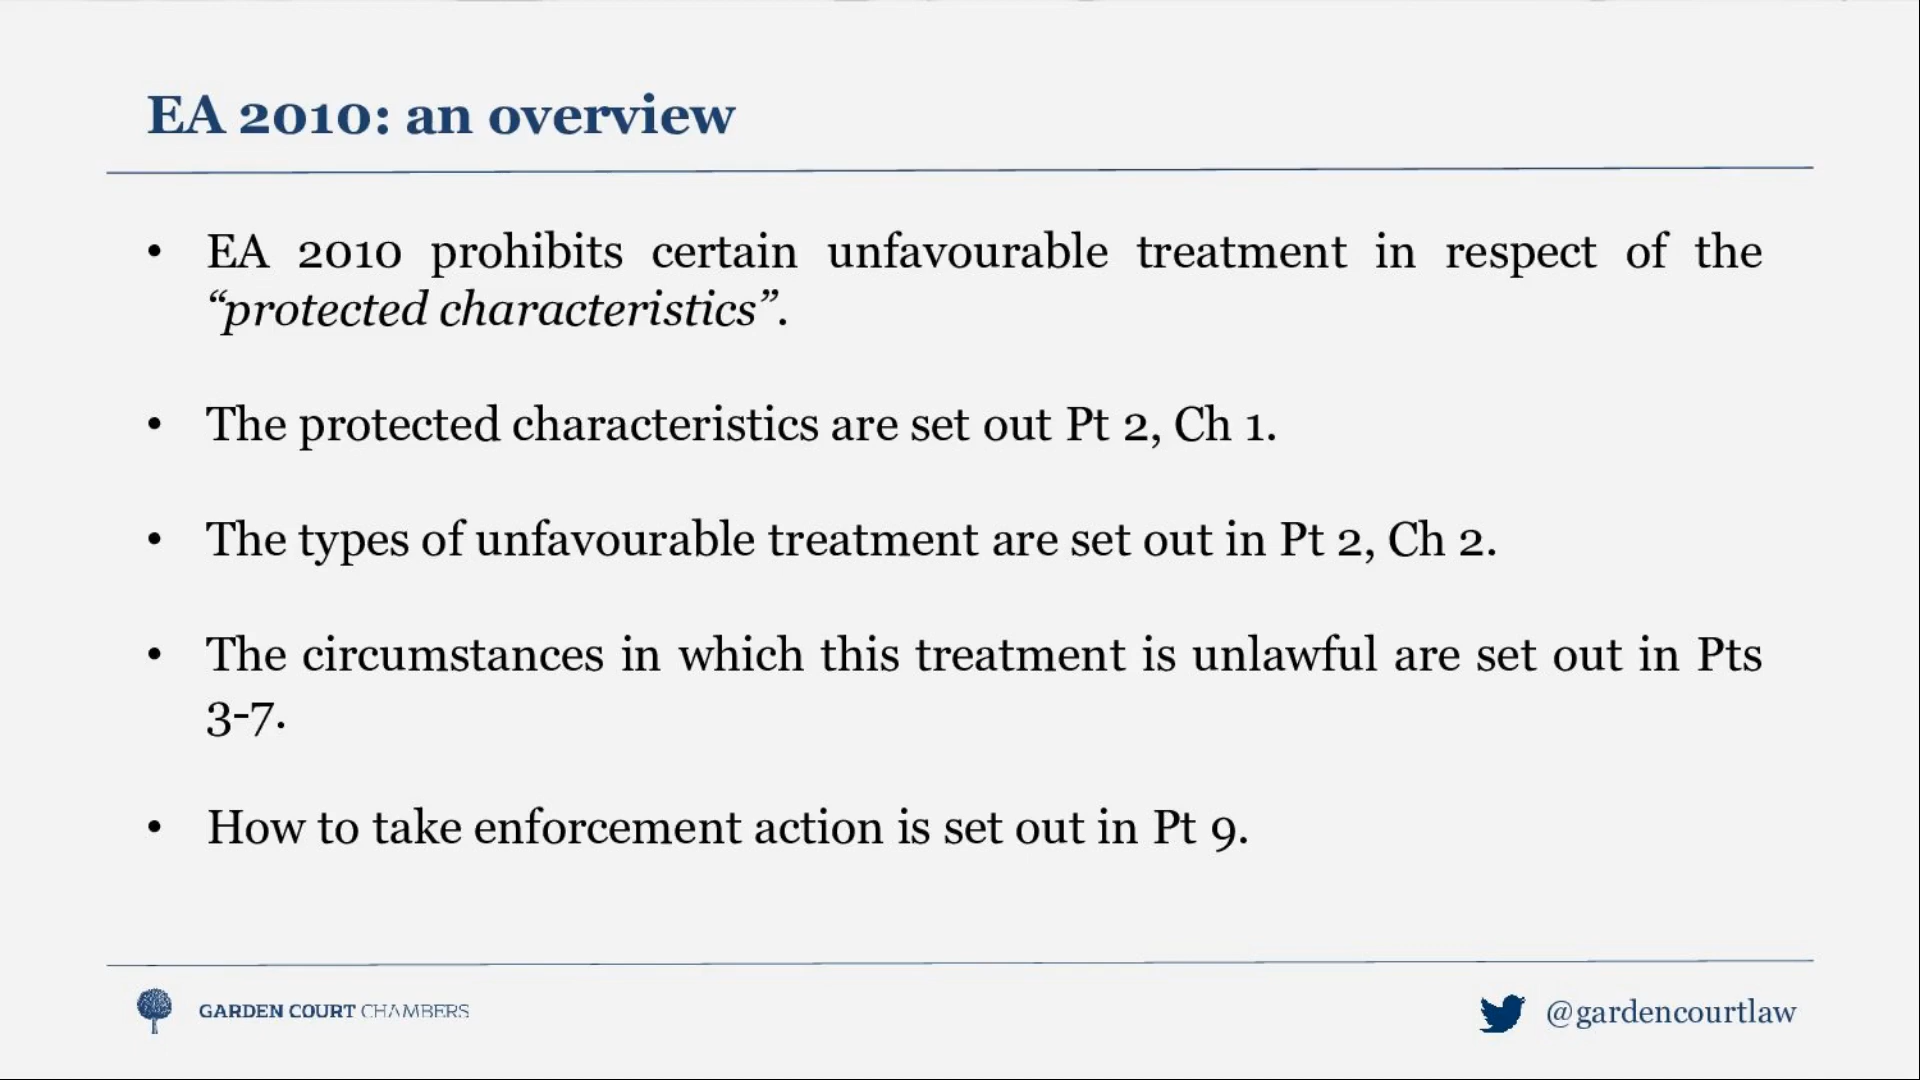 EA 2010: an overview
• EA 2010 prohibits certain unfavourable treatment in respect of the
“protected characteristics”.
• The protected characteristics are set out Pt 2, Ch 1.
• The types of unfavourable treatment are set out in Pt 2, Ch 2.
• The circumstances in which this treatment is unlawful are set out in Pts
3-7.
• How to take enforcement action is set out in Pt 9.
GARDEN COURT CHAMBERS
@gardencourtlaw